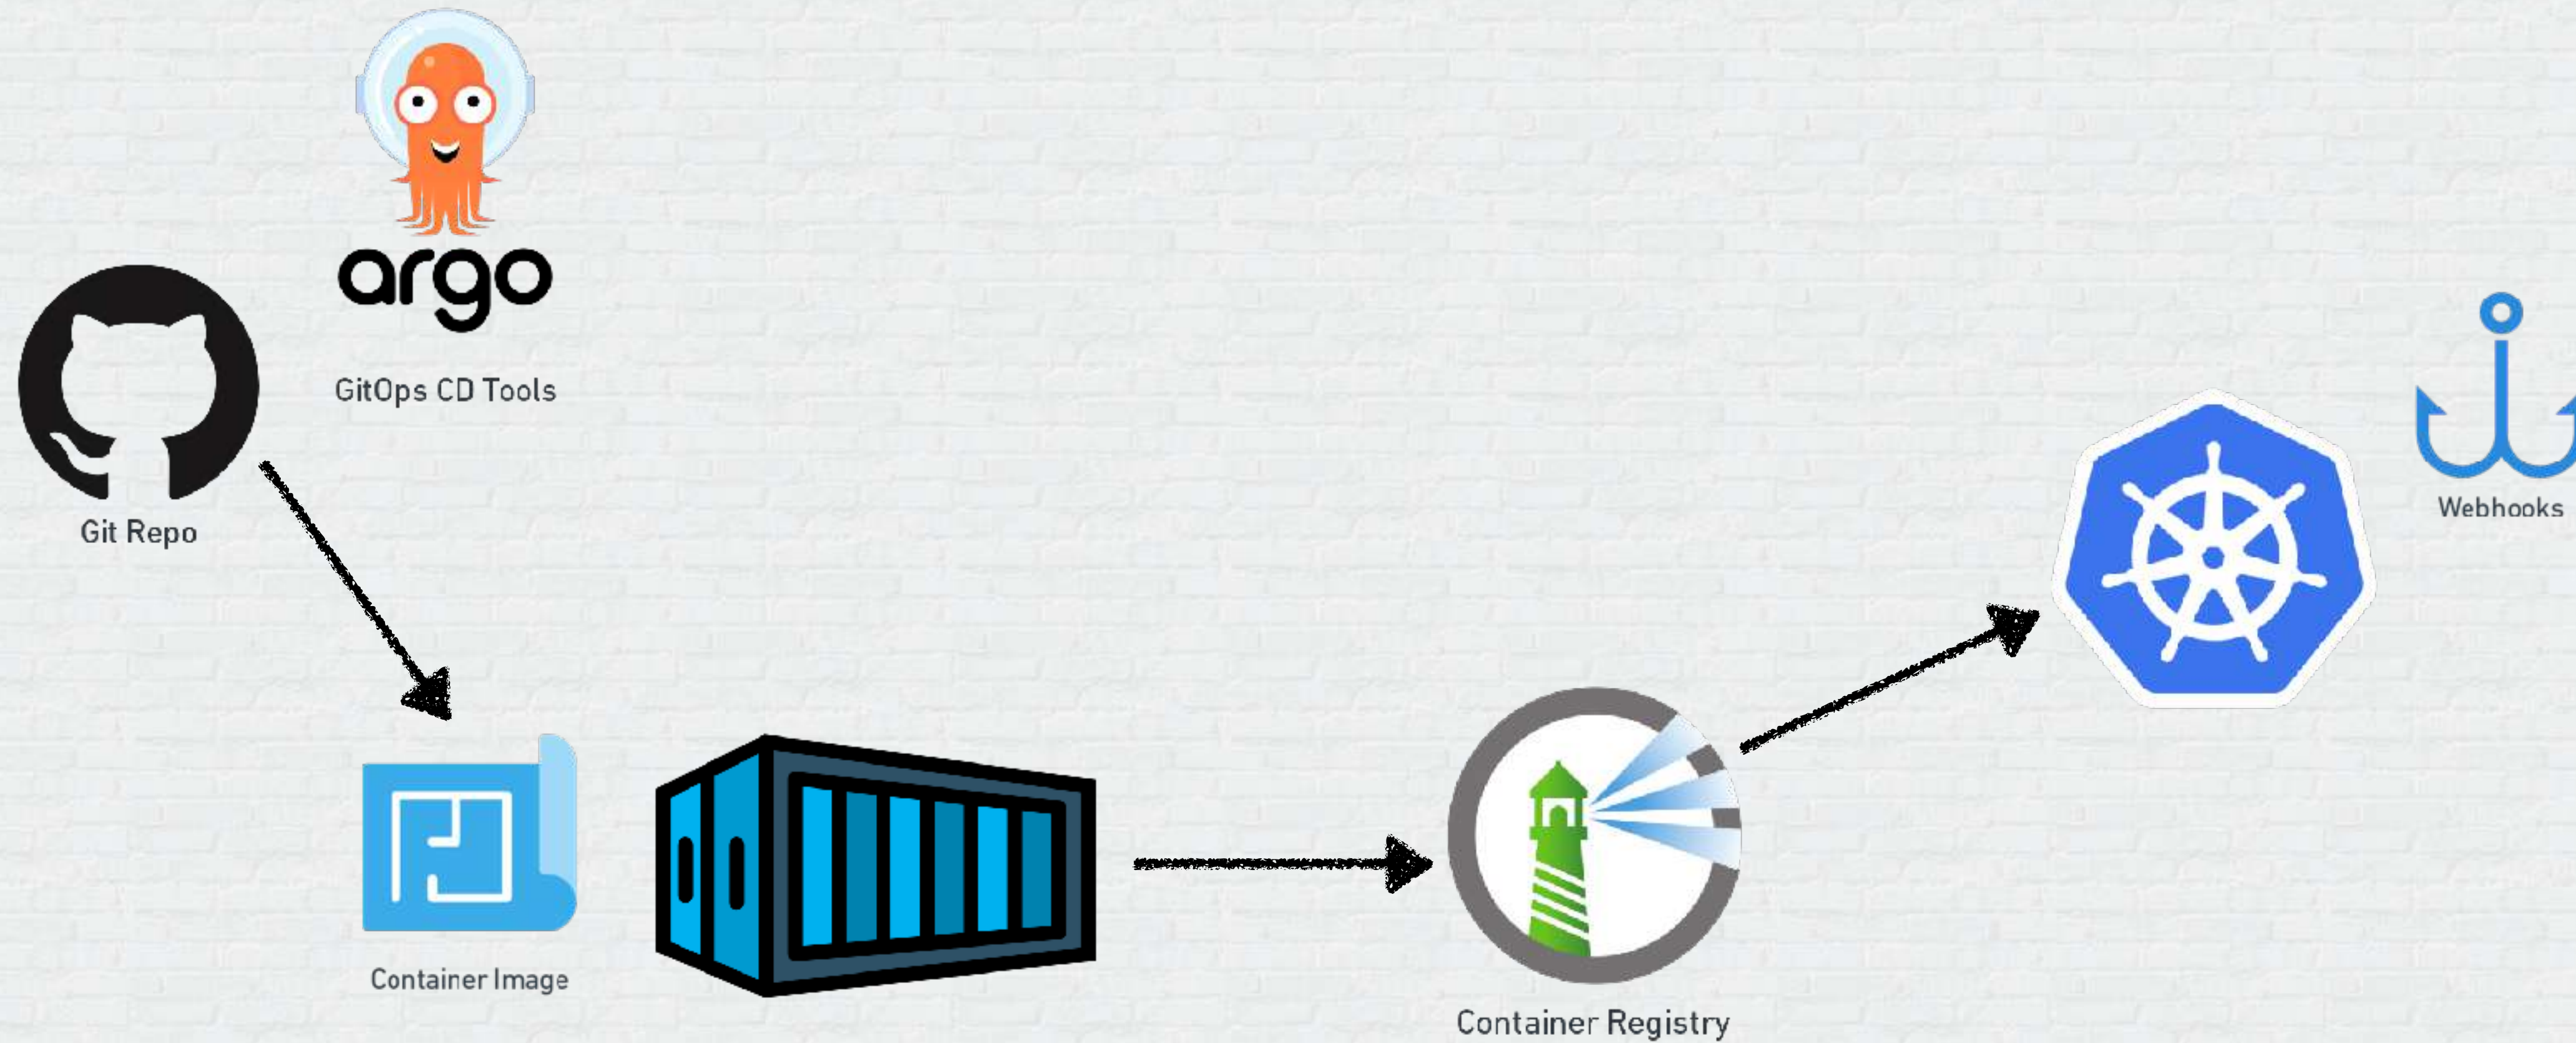 argo
GitOps CD Tools
Git Repo
Webhooks
Container Image
Container Registry